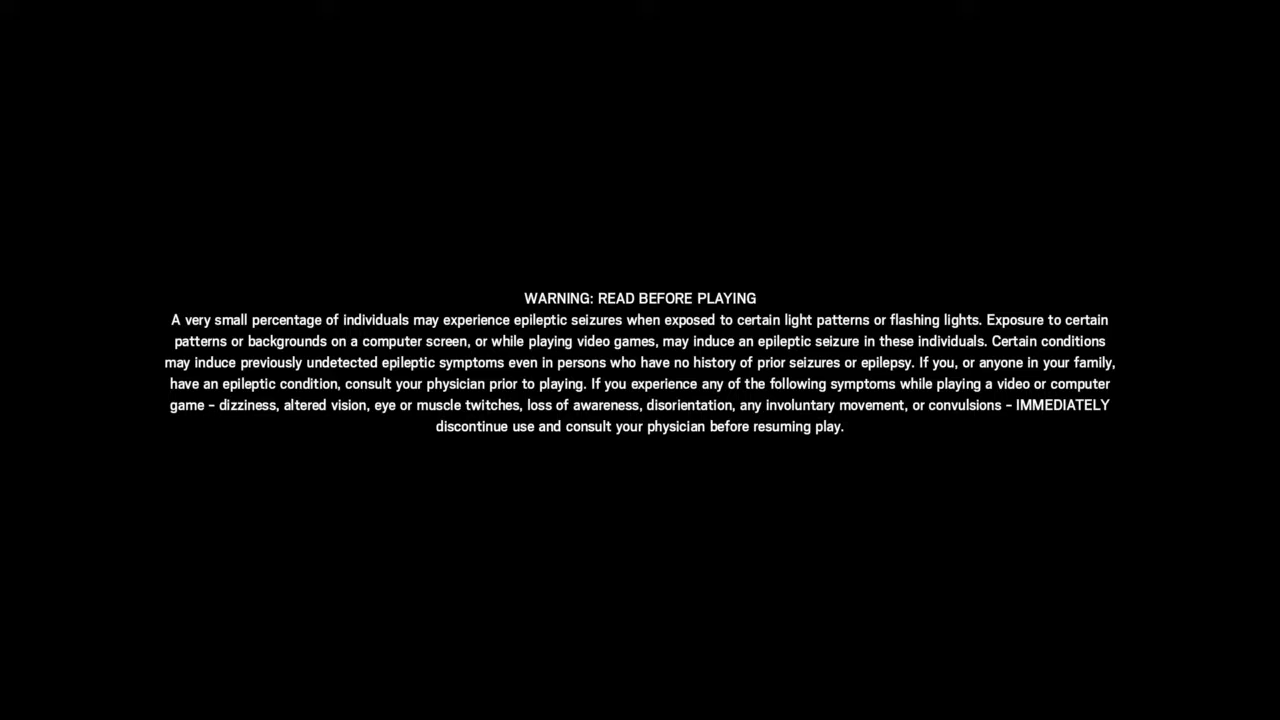 WARNING: READ BEFORE PLAYING
A very small percentage of individuals may experience epileptic seizures when exposed to certain light patterns or flashing lights. Exposure to certain
patterns or backgrounds on a computer screen, or while playing video games, may induce an epileptic seizure in these individuals. Certain conditions
may induce previously undetected epileptic symptoms even in persons who have no history of prior seizures or epilepsy. If you, or anyone in your family,
have an epileptic condition, consult your physician prior to playing. If you experience any of the following symptoms while playing a video or computer
game - dizziness, altered vision, eye or muscle twitches, loss of awareness, disorientation, any involuntary movement, or convulsions - IMMEDIATELY
discontinue use and consult your physician before resuming play.